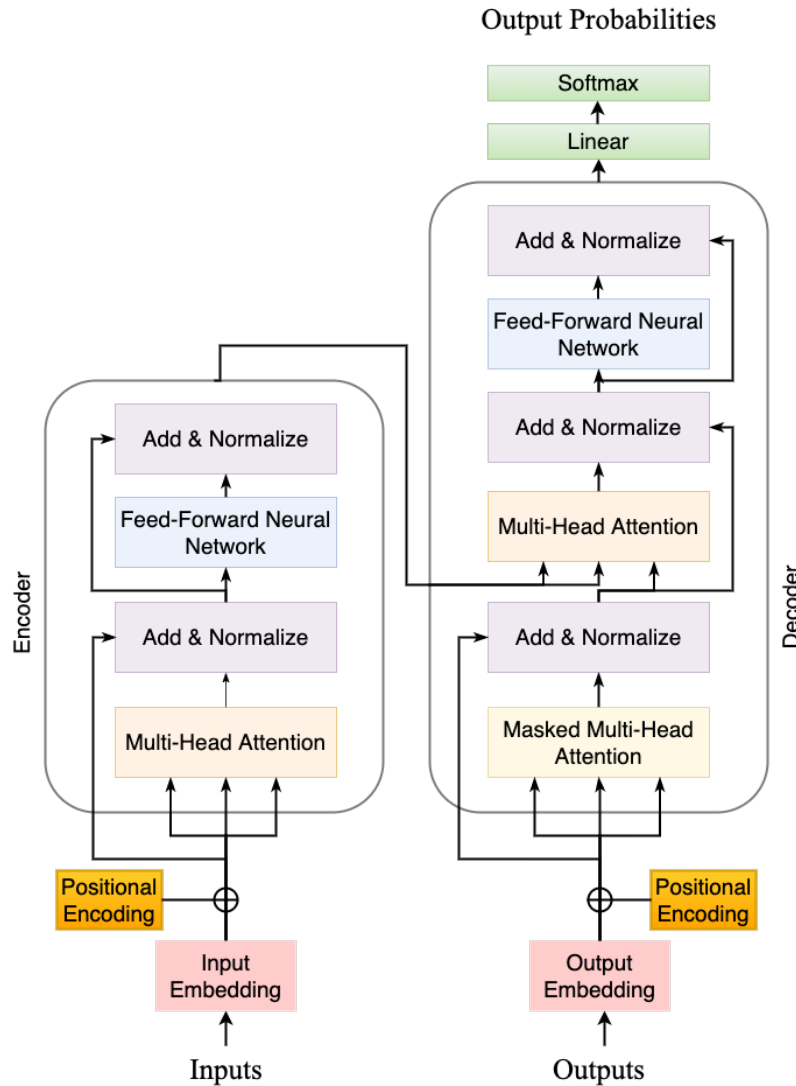 Output Probabilities
Softmax
Linear
Add & Normalize
Feed-Forward Neural
Network
Add & Normalize
Multi-Head Attention
Add & Normalize
Masked Multi-Head
Attention
Decoder
Positional
Encoding
Output
Embedding
Outputs
Add & Normalize
Feed-Forward Neural
Network
Add & Normalize
Multi-Head Attention
Encoder
Positional
Encoding
Input
Embedding
Inputs